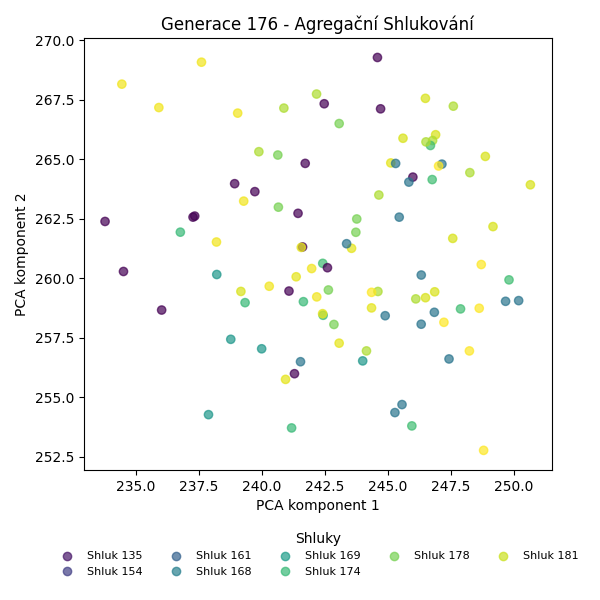 Generace 176 - Agregační Shlukování
PCA komponent 2
270.0
267.5
265.0
262.5
260.0
257.5
255.0
252.5
235.0 237.5 240.0 242.5 245.0 247.5 250.0
PCA komponent 1
Shluky
Shluk 135 Shluk 161 Shluk 169 Shluk 178 Shluk 181
Shluk 154 Shluk 168 Shluk 174